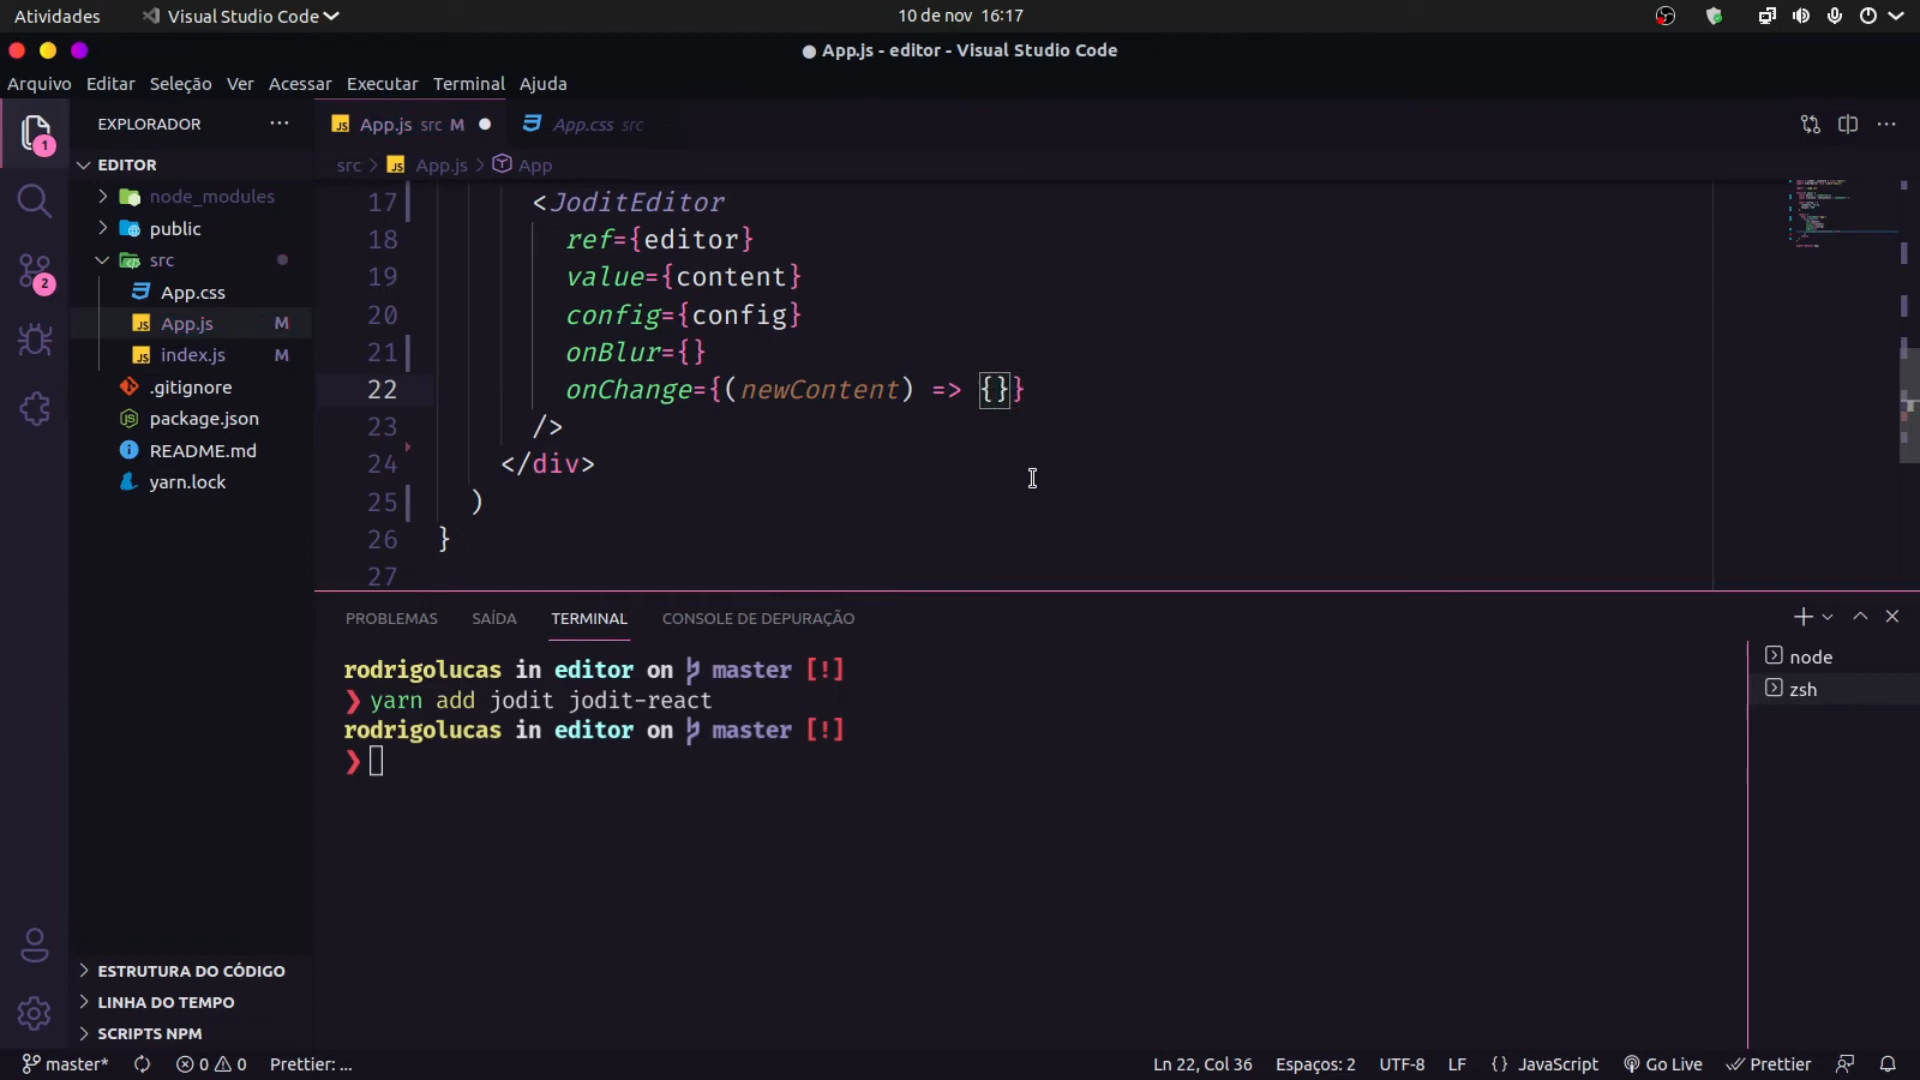 Atividades
Visual Studio Code
10 de nov 16:17
● App.js - editor - Visual Studio Code
Arquivo Editar Seleção Ver Acessar Executar Terminal Ajuda
1
2
EXPLORADOR ···
EDITOR
node_modules
public
src
App.css
App.js M
index.js M
.gitignore
package.json
README.md
yarn.lock
ESTRUTURA DO CÓDIGO
LINHA DO TEMPO
SCRIPTS NPM
JS App.js src M ●
App.css src
src > JS App.js > App
17 <JoditEditor
18 ref={editor}
19 value={content}
20 config={config}
21 onBlur={}
22 onChange={(newContent) => {}}
23 />
24 </div>
25 )
26 }
27
PROBLEMAS SAÍDA TERMINAL CONSOLE DE DEPURAÇÃO
rodrigolucas in editor on master [!]
❯ yarn add jodit jodit-react
rodrigolucas in editor on master [!]
❯
node
zsh
master* 0 0 Prettier: ...
Ln 22, Col 36 Espaços: 2 UTF-8 LF {} JavaScript Go Live Prettier